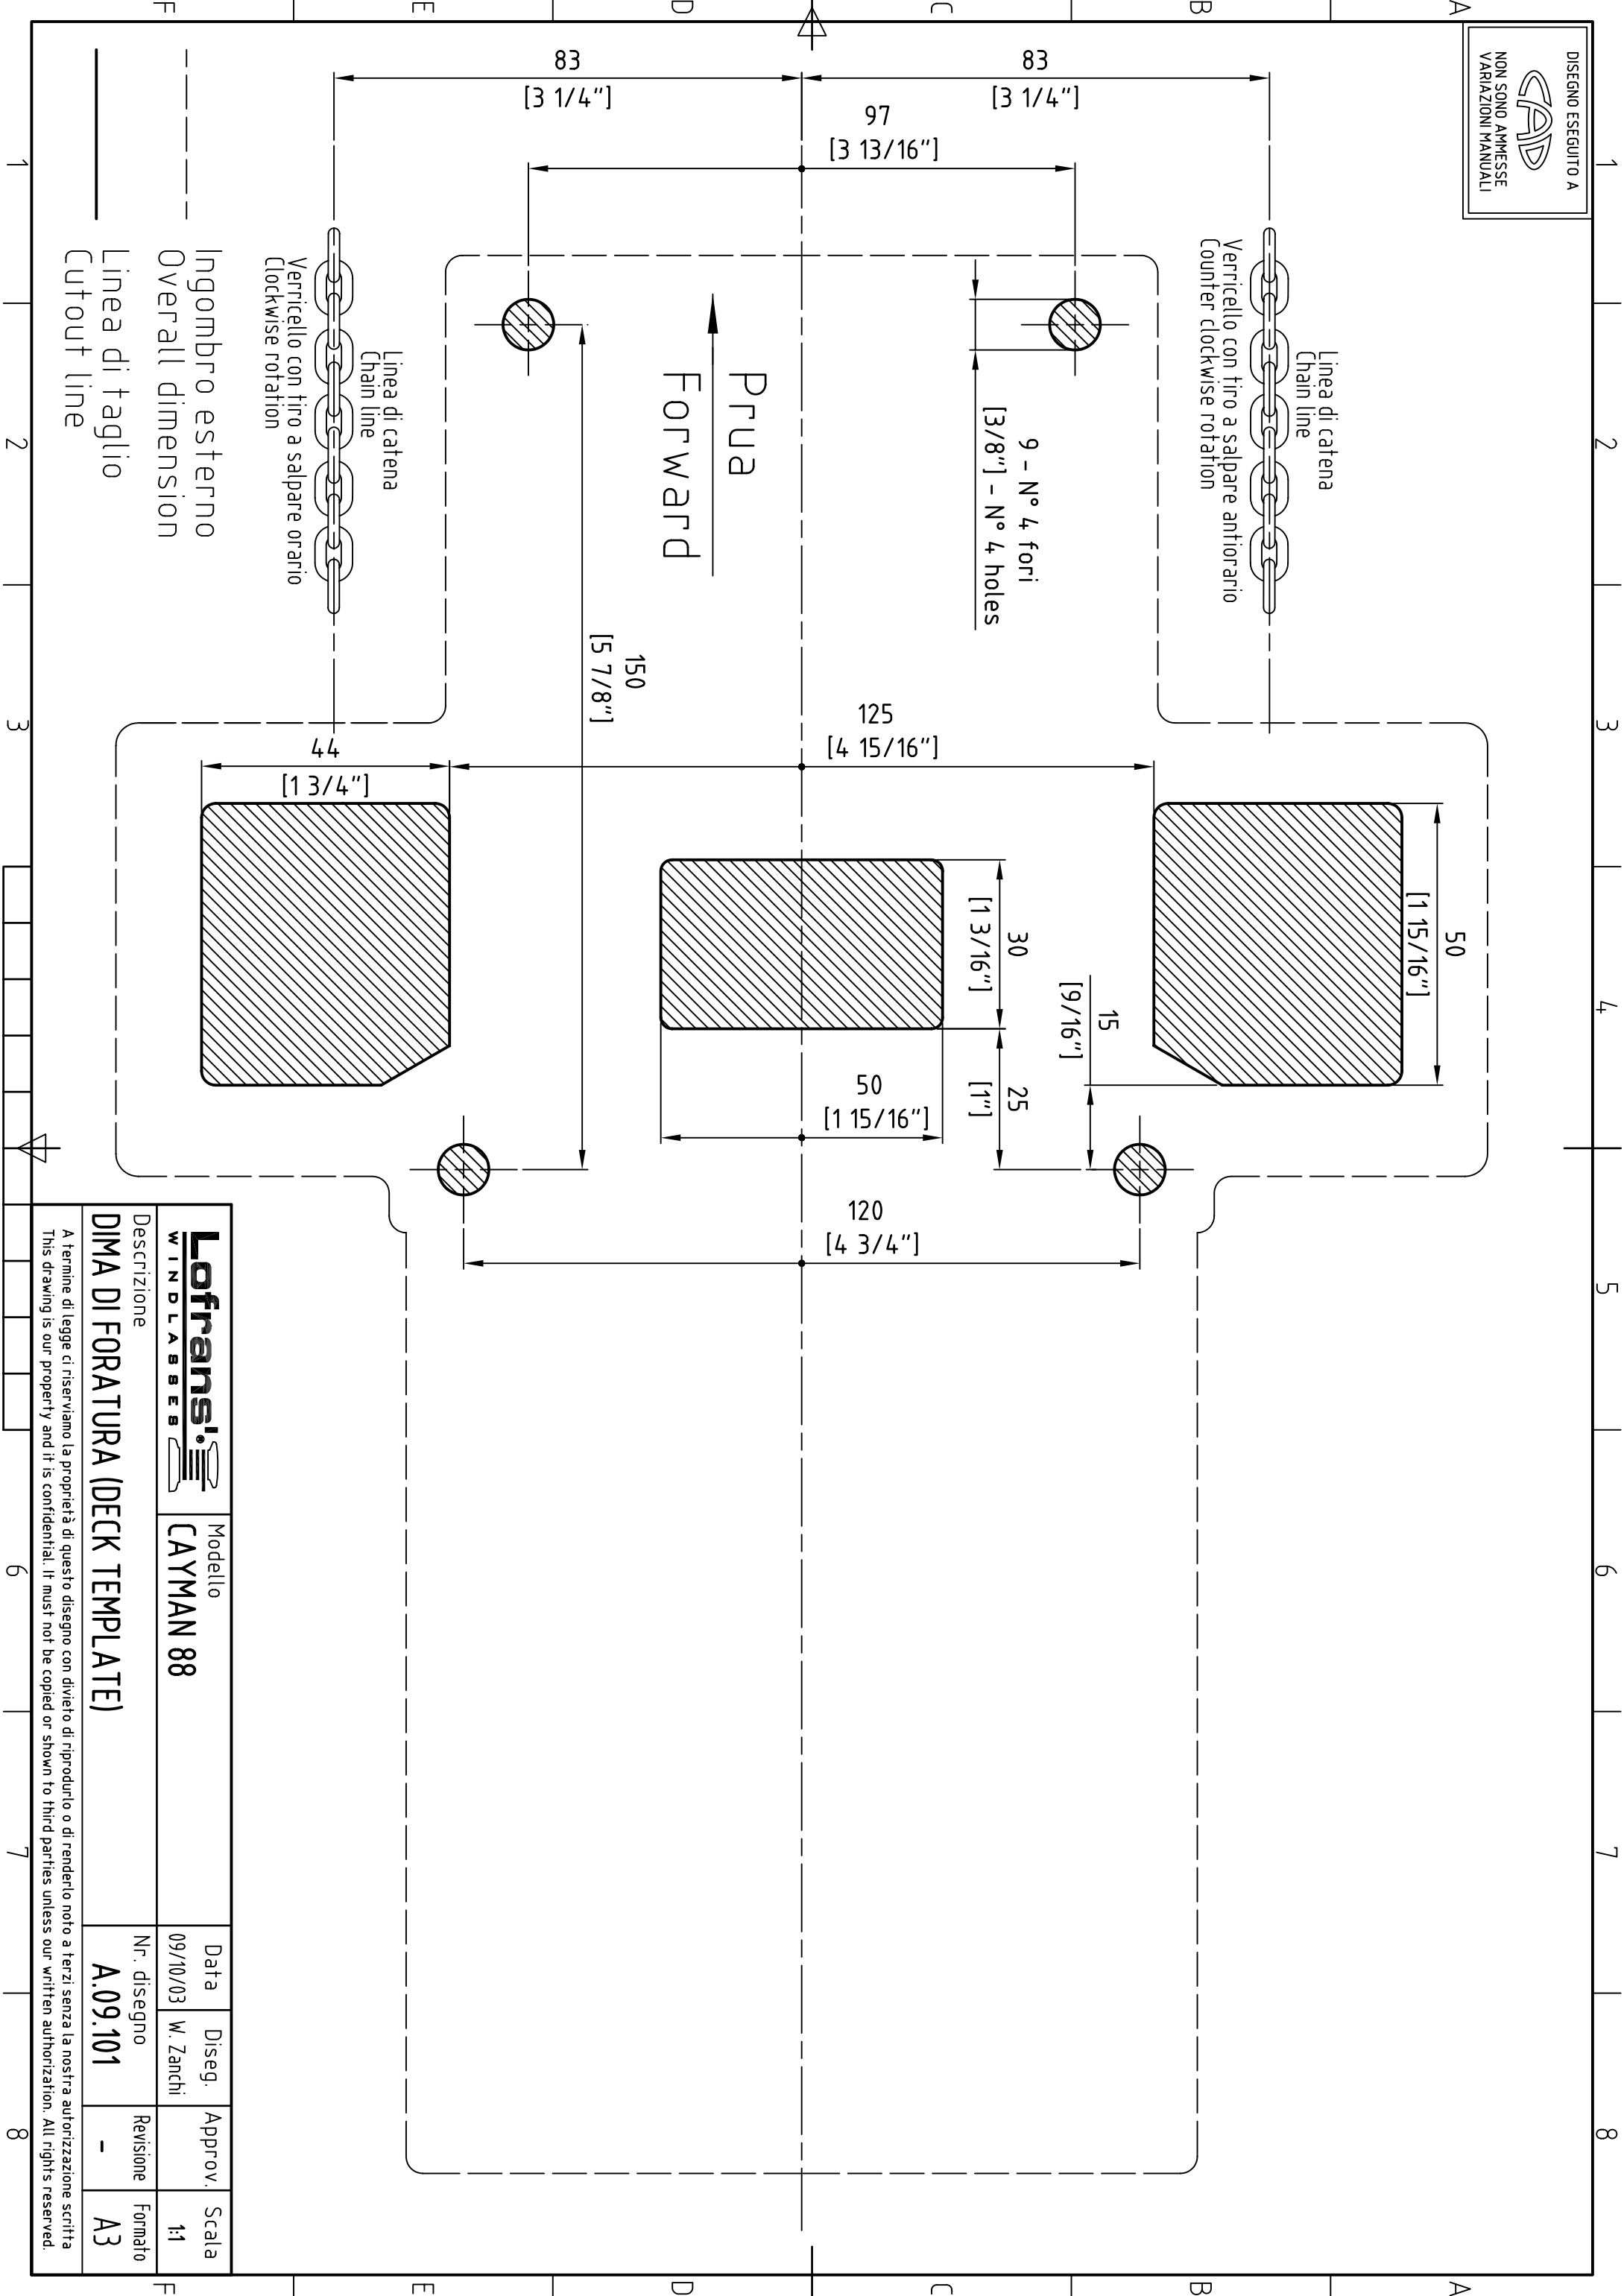 DISEGNO ESEGUITO A
CAD
NON SONO AMMESSE
VARIAZIONI MANUALI
1
2
3
4
5
6
7
8
A
B
C
D
E
F
1
2
3
4
5
6
7
8
A
B
C
D
E
F
83
[3 1/4"]
83
[3 1/4"]
97
[3 13/16"]
Linea di catena
Chain line
Verricello con tiro a salpare antiorario
Counter clockwise rotation
9 - N° 4 fori
[3/8"] - N° 4 holes
Prua
Forward
150
[5 7/8"]
125
[4 15/16"]
44
[1 3/4"]
50
[1 15/16"]
30
[1 3/16"]
15
[9/16"]
25
[1"]
50
[1 15/16"]
120
[4 3/4"]
Linea di catena
Chain line
Verricello con tiro a salpare orario
Clockwise rotation
Ingombro esterno
Overall dimension
Linea di taglio
Cutout line
Lofrans'®
WINDLASSES
Modello
CAYMAN 88
Data
09/10/03
Diseg.
W. Zanchi
Approv.
Scala
1:1
Descrizione
DIMA DI FORATURA (DECK TEMPLATE)
Nr. disegno
A.09.101
Revisione
-
Formato
A3
A termine di legge ci riserviamo la proprietà di questo disegno con divieto di riprodurlo o di renderlo noto a terzi senza la nostra autorizzazione scritta
This drawing is our property and it is confidential. It must not be copied or shown to third parties unless our written authorization. All rights reserved.